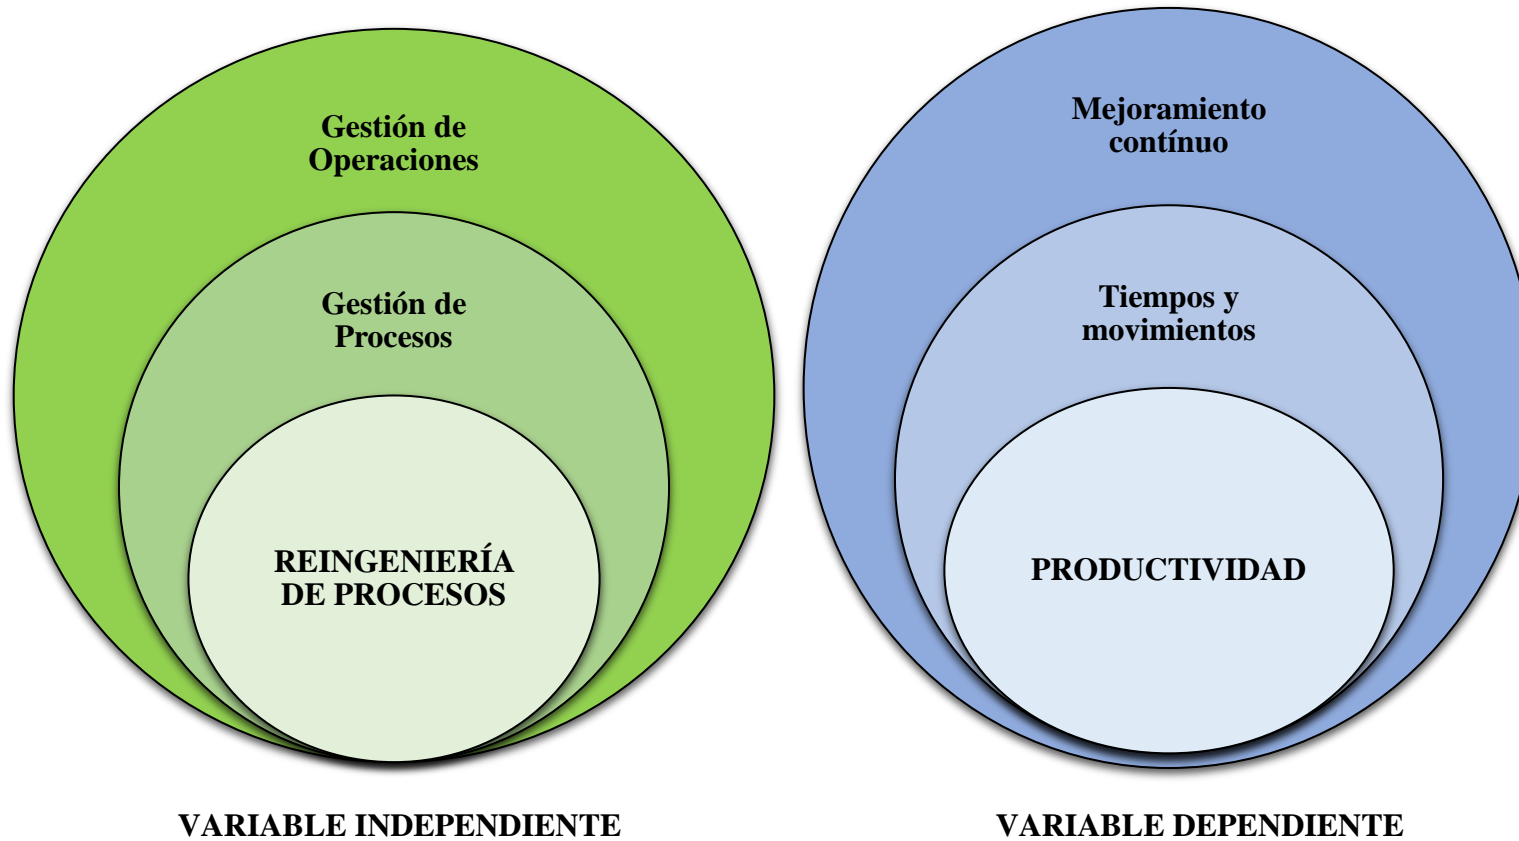 Gestión de
Operaciones
Gestión de
Procesos
REINGENIERÍA
DE PROCESOS
VARIABLE INDEPENDIENTE
Mejoramiento
contínuo
Tiempos y
movimientos
PRODUCTIVIDAD
VARIABLE DEPENDIENTE